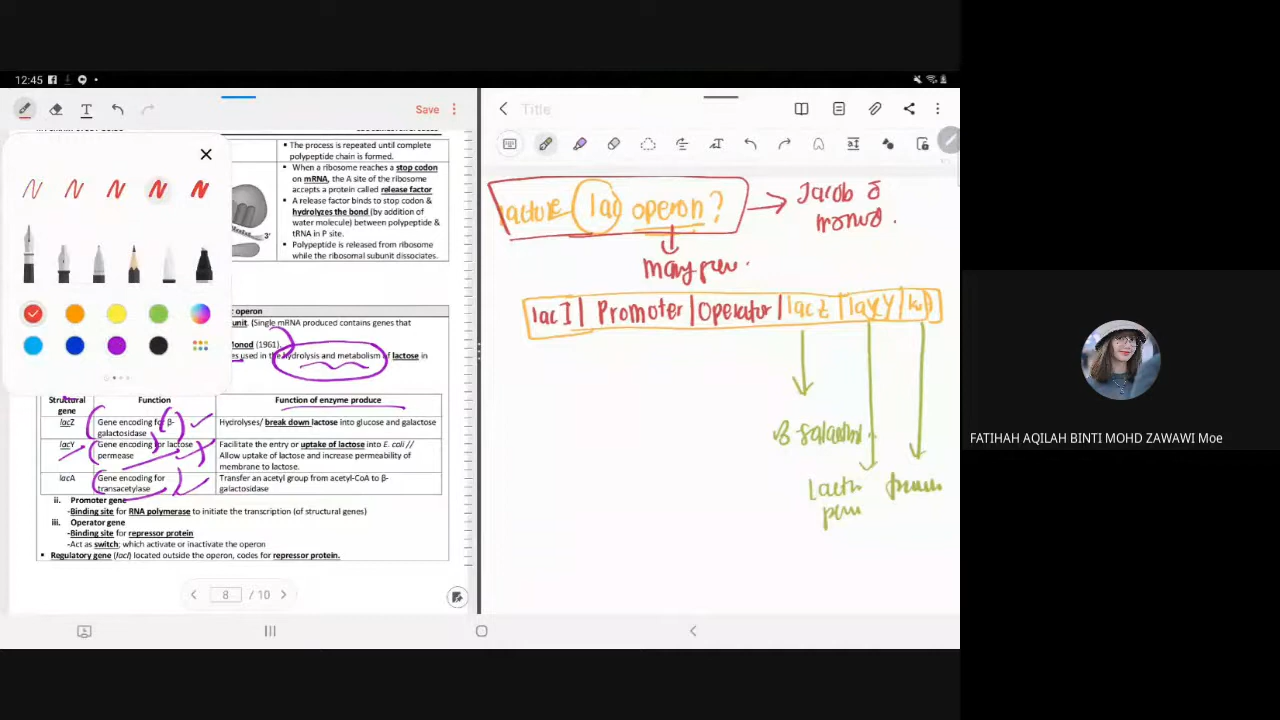 12:45
Save
The process is repeated until complete
polypeptide chain is formed.
When a ribosome reaches a stop codon
on mRNA, the A site of the ribosome
accepts a protein called release factor
A release factor binds to stop codon &
hydrolyzes the bond (by addition of
water molecule) between polypeptide &
tRNA in P site.
Polypeptide is released from ribosome
while the ribosomal subunit dissociates.
3'
operon
unit. (Single mRNA produced contains genes that
Monod (1961).
es used in the hydrolysis and metabolism of lactose in
Structural gene Function Function of enzyme produce
lacZ Gene encoding for β-galactosidase Hydrolyses/ break down lactose into glucose and galactose
lacY Gene encoding for lactose permease Facilitate the entry or uptake of lactose into E. coli //
Allow uptake of lactose and increase permeability of
membrane to lactose.
lacA Gene encoding for transacetylase Transfer an acetyl group from acetyl-CoA to β-
galactosidase
ii. Promoter gene
-Binding site for RNA polymerase to initiate the transcription (of structural genes)
iii. Operator gene
-Binding site for repressor protein
-Act as switch; which activate or inactivate the operon
Regulatory gene (lacI) located outside the operon, codes for repressor protein.
8 / 10
Title
lac operon?
Jacob
monod.
many
lac I | Promoter | Operator | lac Z
FATIHAH AQILAH BINTI MOHD ZAWAWI Moe